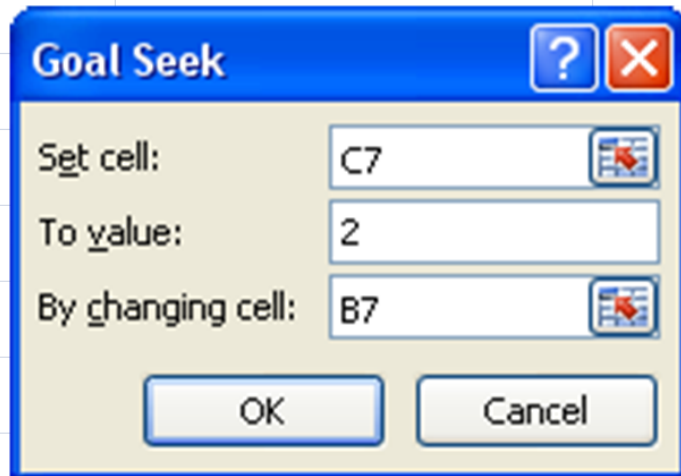 Goal Seek ?
Set cell: C7
To value: 2
By changing cell: B7
OK Cancel